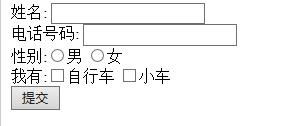 姓名:
电话号码:
性别: 男 女
我有: 自行车 小车
提交